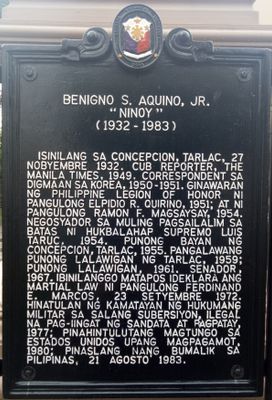 BENIGNO S. AQUINO, JR.
"NINOY"
(1932 - 1983)
ISINILANG SA CONCEPCION, TARLAC, 27
NOBYEMBRE 1932. CUB REPORTER, THE
MANILA TIMES, 1949. CORRESPONDENT SA
DIGMAAN SA KOREA, 1950-1951. GINAWARAN
NG PHILIPPINE LEGION OF HONOR NI
PANGULONG ELPIDIO R. QUIRINO, 1951; AT NI
PANGULONG RAMON F. MAGSAYSAY, 1954.
NEGOSYADOR SA MULING PAGSAILALIM SA
BATAS NI HUKBALAHAP SUPREMO LUIS
TARUC, 1954. PUNONG BAYAN NG
CONCEPCION, TARLAC, 1955. PANGALAWANG
PUNONG LALAWIGAN NG TARLAC, 1959;
PUNONG LALAWIGAN, 1961. SENADOR,
1967. IBINILANGGO MATAPOS IDEKLARA ANG
MARTIAL LAW NI PANGULONG FERDINAND
E. MARCOS, 23 SETYEMBRE 1972.
HINATULAN NG KAMATAYAN NG HUKUMANG
MILITAR SA SALANG SUBERSIYON, ILEGAL
NA PAG-IINGAT NG SANDATA AT PAGPATAY,
1977; PINAHINTULUTANG MAGTUNGO SA
ESTADOS UNIDOS UPANG MAGPAGAMOT,
1980; PINASLANG NANG BUMALIK SA
PILIPINAS, 21 AGOSTO 1983.